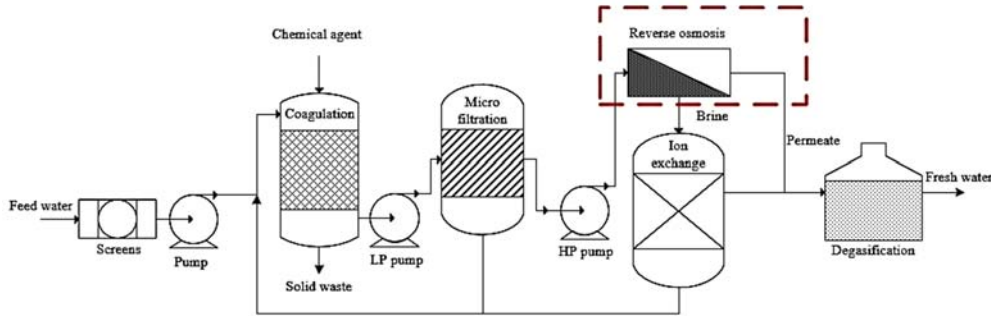 Chemical agent
Reverse osmosis
Coagulation
Micro
filtration
Brine
Ion
exchange
Permeate
Feed water
Fresh water
Screens
Pump
LP pump
HP pump
Degasification
Solid waste